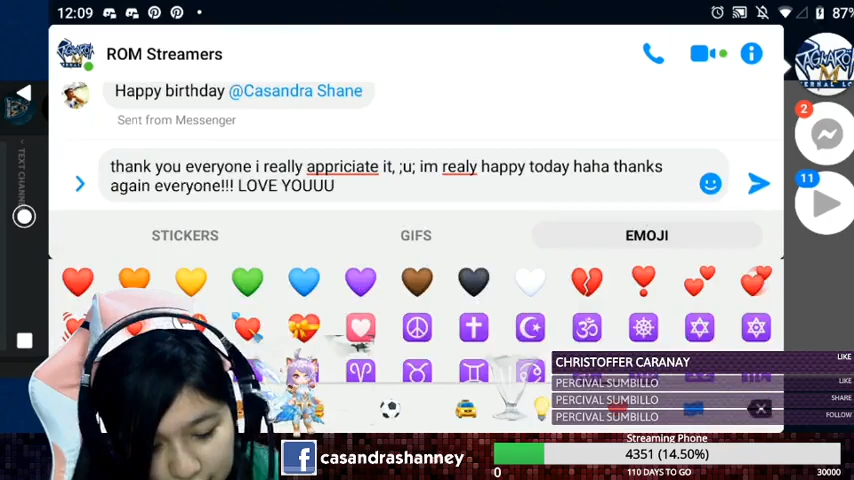 12:09
87%
ROM Streamers
Happy birthday @Casandra Shane
Sent from Messenger
thank you everyone i really appriciate it, ;u; im realy happy today haha thanks
again everyone!!! LOVE YOUUU
STICKERS
GIFS
EMOJI
2
11
TEXT CHANN
CHRISTOFFER CARANAY
LIKE
PERCIVAL SUMBILLO
LIKE
PERCIVAL SUMBILLO
SHARE
PERCIVAL SUMBILLO
FOLLOW
casandrashanney
Streaming Phone
4351 (14.50%)
0
110 DAYS TO GO
30000